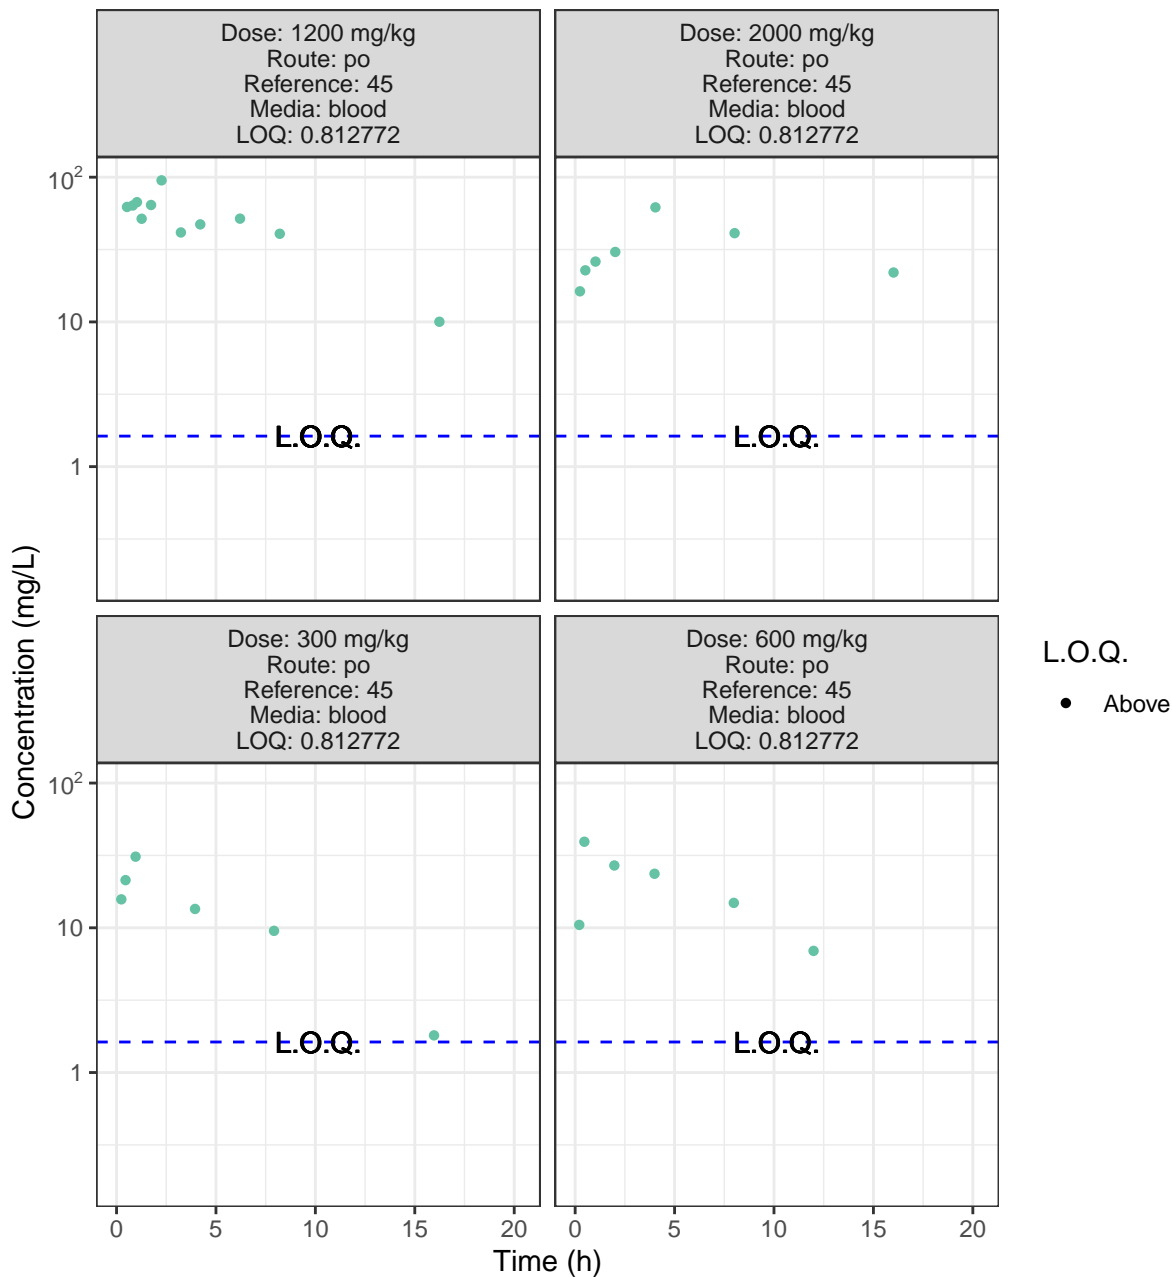 Dose: 1200 mg/kg
Route: po
Reference: 45
Media: blood
LOQ: 0.812772
Dose: 2000 mg/kg
Route: po
Reference: 45
Media: blood
LOQ: 0.812772
10²
10
1
L.O.Q.
L.O.Q.
Concentration (mg/L)
Dose: 300 mg/kg
Route: po
Reference: 45
Media: blood
LOQ: 0.812772
Dose: 600 mg/kg
Route: po
Reference: 45
Media: blood
LOQ: 0.812772
10²
10
1
L.O.Q.
L.O.Q.
0 5 10 15 20
0 5 10 15 20
Time (h)
L.O.Q.
Above